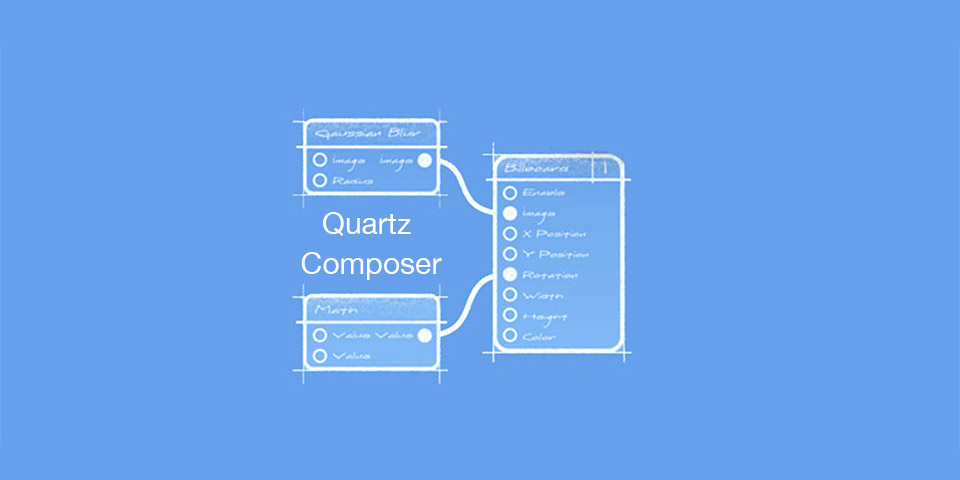 Gaussian Blur
Image Image
Radius
Quartz
Composer
Math
Value Value
Value
Billboard 1
Enable
Image
X Position
Y Position
Rotation
Width
Height
Color